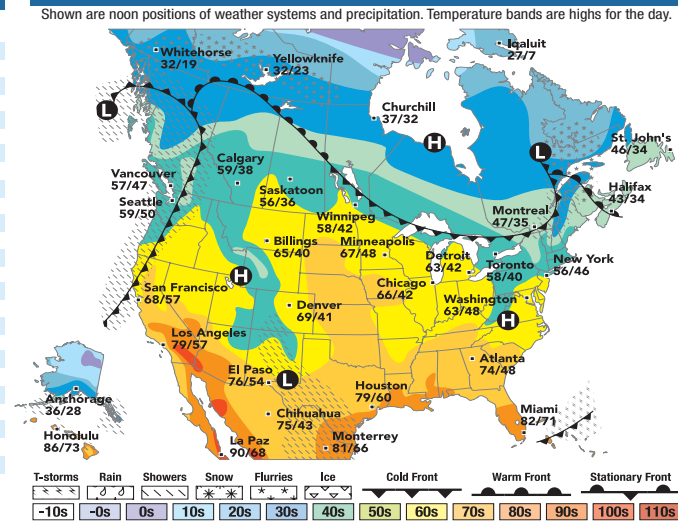 Shown are noon positions of weather systems and precipitation. Temperature bands are highs for the day.
Whitehorse
32/19
Yellowknife
32/23
Iqaluit
27/7
L
Churchill
37/32
H
L
St. John's
46/34
Calgary
59/38
Vancouver
57/47
Saskatoon
56/36
Halifax
43/34
Seattle
59/50
Winnipeg
58/42
Montreal
47/35
Billings
65/40
Minneapolis
67/48
Detroit
63/42
Toronto
58/40
New York
56/46
H
San Francisco
68/57
Chicago
66/42
Denver
69/41
Washington
63/48
H
Los Angeles
79/57
Atlanta
74/48
El Paso
76/54
L
Houston
79/60
Anchorage
36/28
Chihuahua
75/43
Miami
82/71
Honolulu
86/73
La Paz
90/68
Monterrey
81/66
T-storms Rain Showers Snow Flurries Ice Cold Front Warm Front Stationary Front
-10s -0s 0s 10s 20s 30s 40s 50s 60s 70s 80s 90s 100s 110s